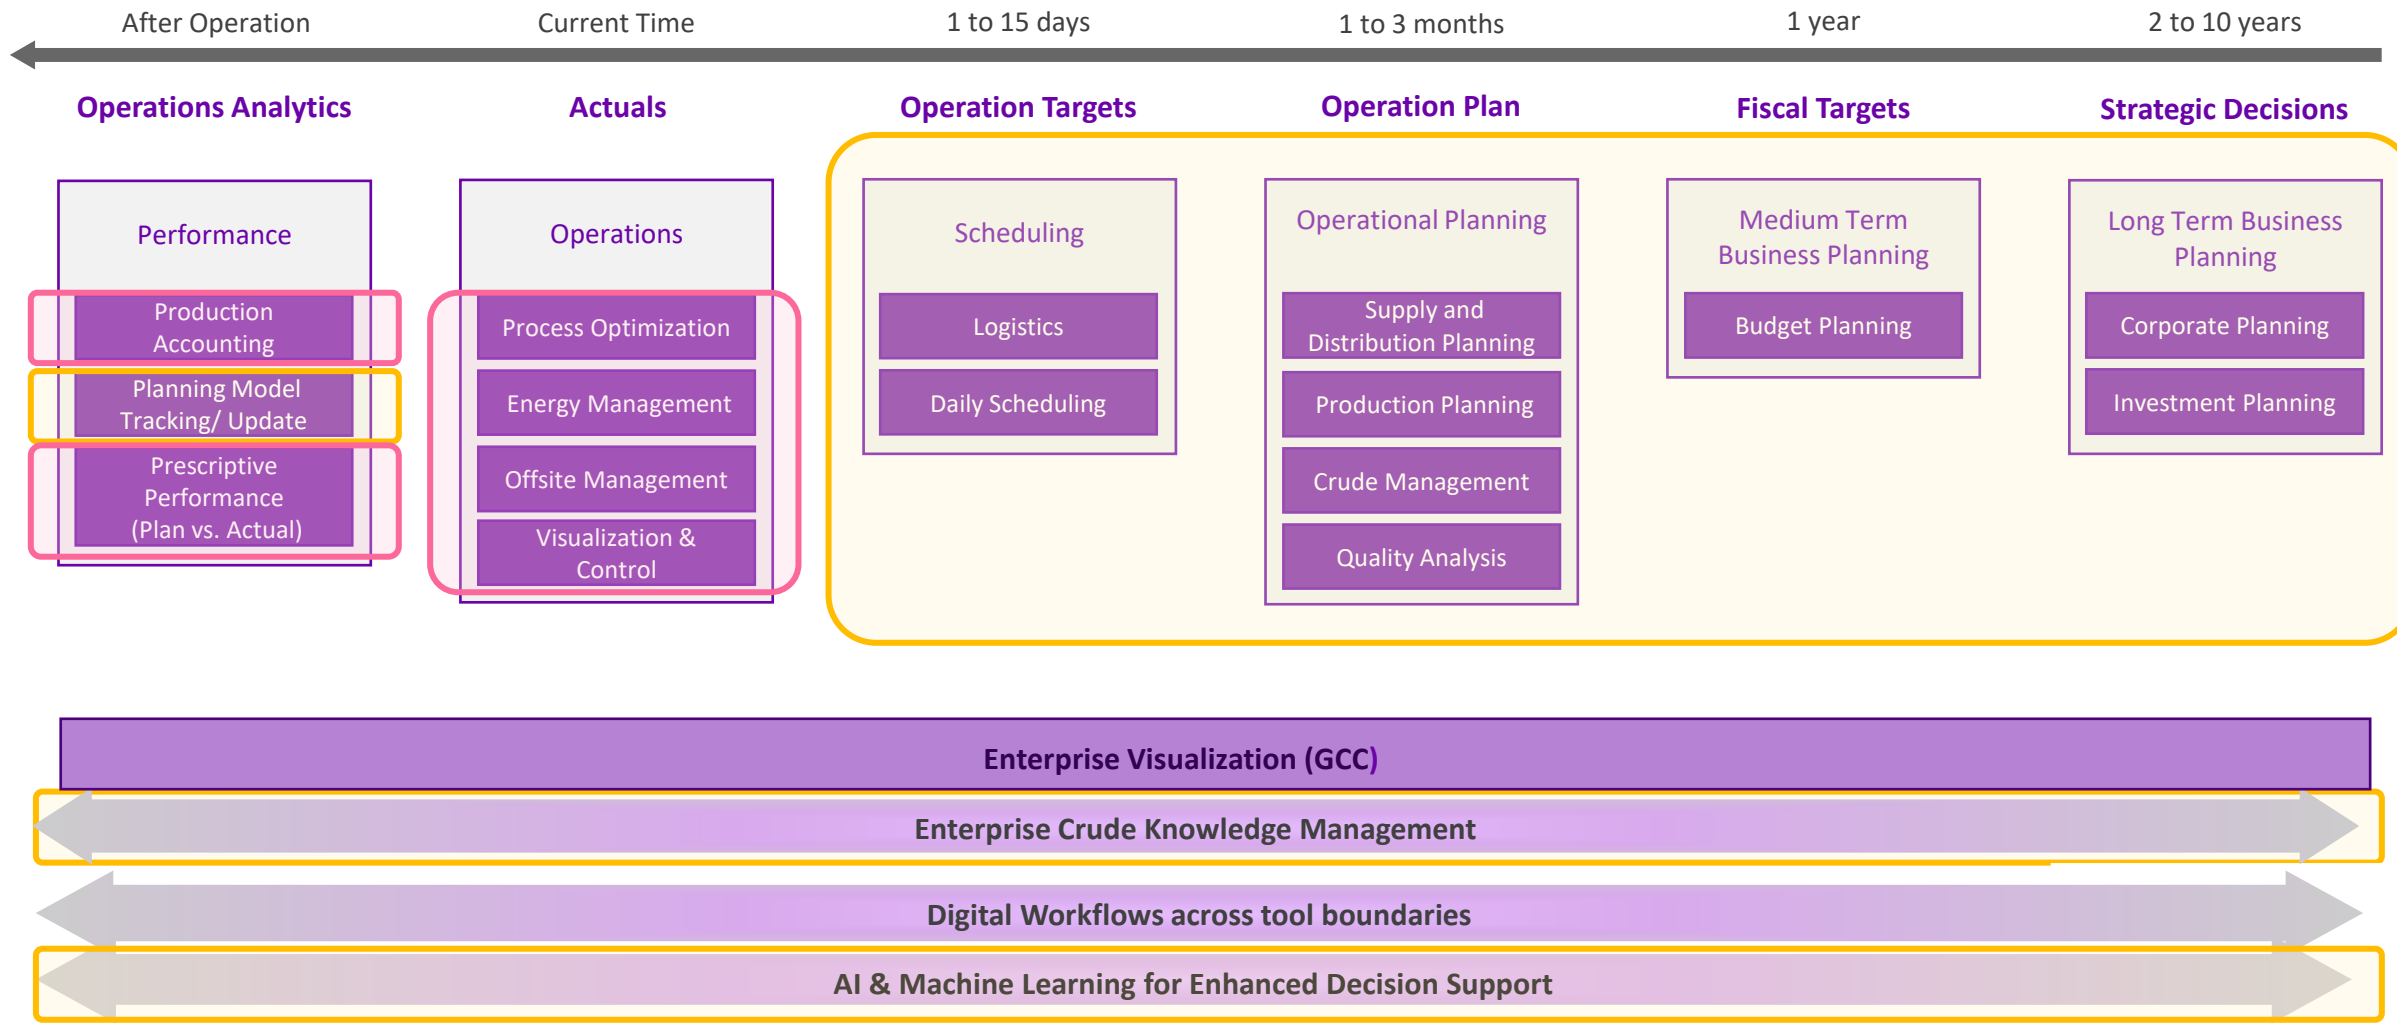 After Operation
Current Time
1 to 15 days
1 to 3 months
1 year
2 to 10 years
Operations Analytics
Actuals
Operation Targets
Operation Plan
Fiscal Targets
Strategic Decisions
Performance
Production
Accounting
Planning Model
Tracking/ Update
Prescriptive
Performance
(Plan vs. Actual)
Operations
Process Optimization
Energy Management
Offsite Management
Visualization &
Control
Scheduling
Logistics
Daily Scheduling
Operational Planning
Supply and
Distribution Planning
Production Planning
Crude Management
Quality Analysis
Medium Term
Business Planning
Budget Planning
Long Term Business
Planning
Corporate Planning
Investment Planning
Enterprise Visualization (GCC)
Enterprise Crude Knowledge Management
Digital Workflows across tool boundaries
AI & Machine Learning for Enhanced Decision Support